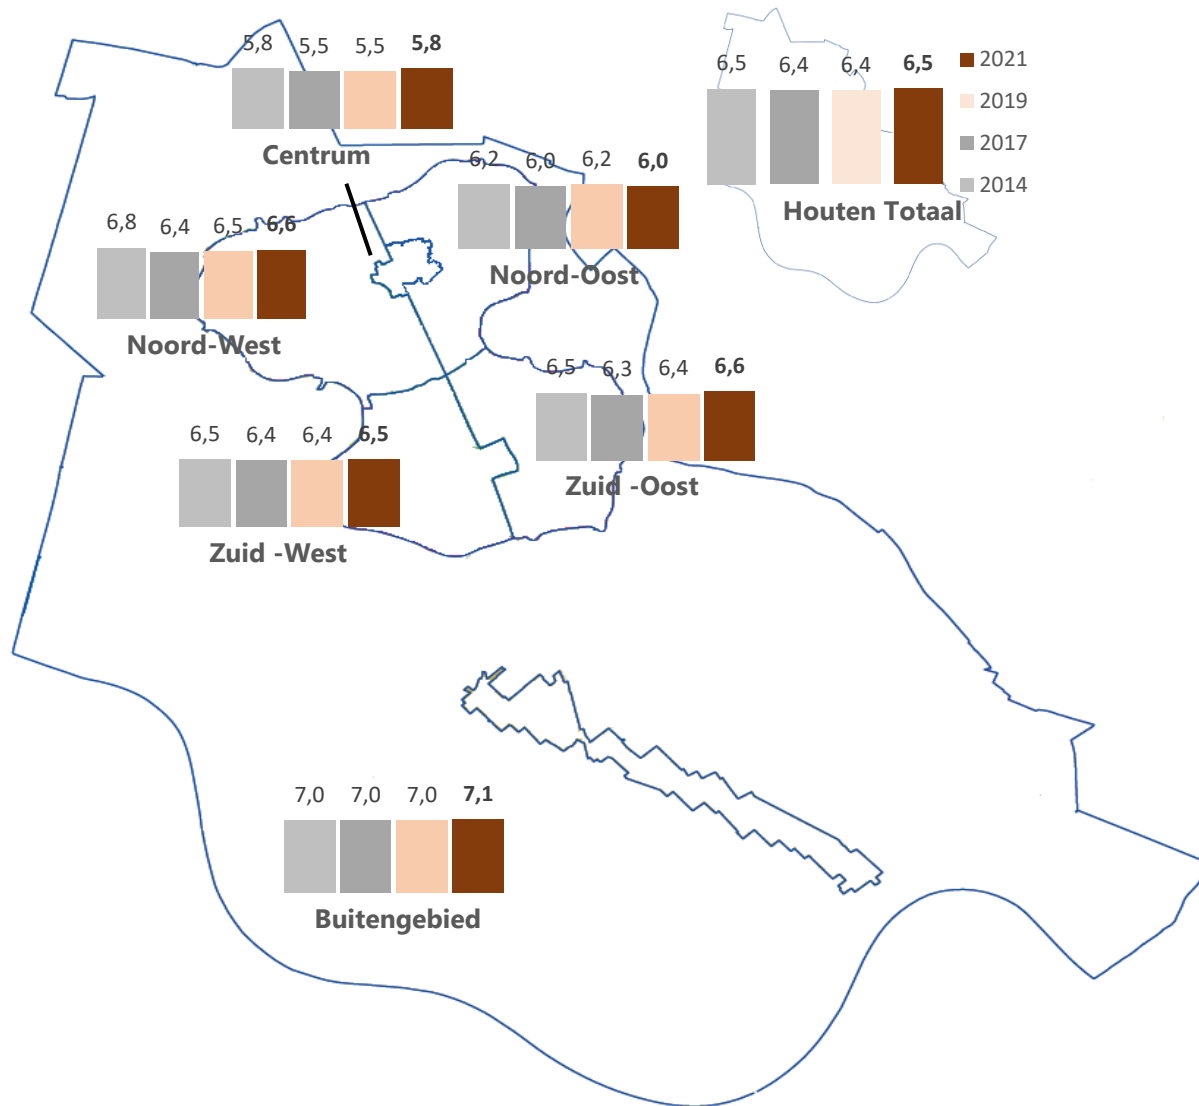 5,8 5,5 5,5 5,8
Centrum
6,5 6,4 6,4 6,5
Houten Totaal
2021
2019
2017
2014
6,2 6,0 6,2 6,0
Noord-Oost
6,8 6,4 6,5 6,6
Noord-West
6,5 6,3 6,4 6,6
Zuid -Oost
6,5 6,4 6,4 6,5
Zuid -West
7,0 7,0 7,0 7,1
Buitengebied